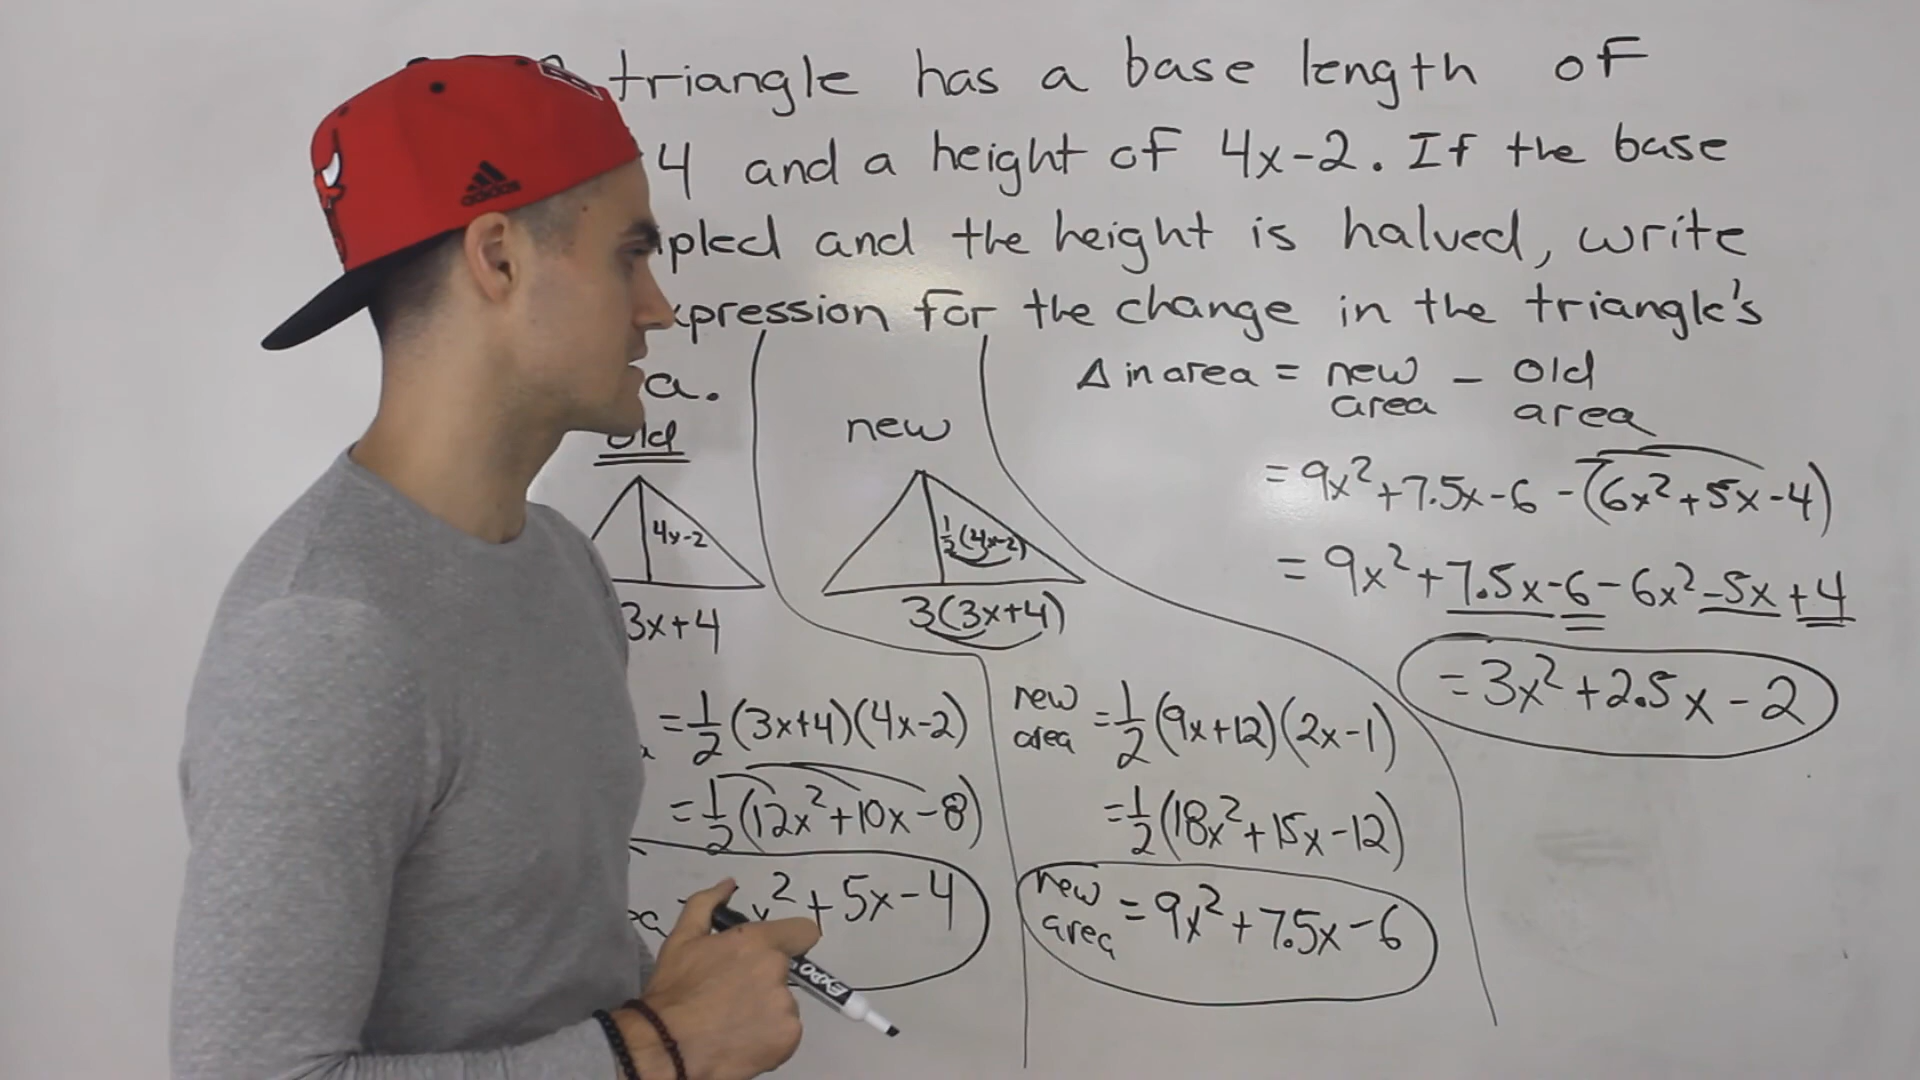 triangle has a base length of
4 and a height of 4x-2. If the base
pled and the height is halved, write
xpression for the change in the triangle's
a.
Δ in area = new area - old area
= 9x²+7.5x-6 -(6x²+5x-4)
= 9x²+7.5x-6-6x²-5x+4
=3x²+2.5x-2
old
4x-2
3x+4
=1/2(3x+4)(4x-2)
=1/2(12x²+10x-8)
x²+5x-4
new
1/2(4x-2)
3(3x+4)
new area =1/2(9x+12)(2x-1)
=1/2(18x²+15x-12)
new area =9x²+7.5x-6
adidas
EXPO